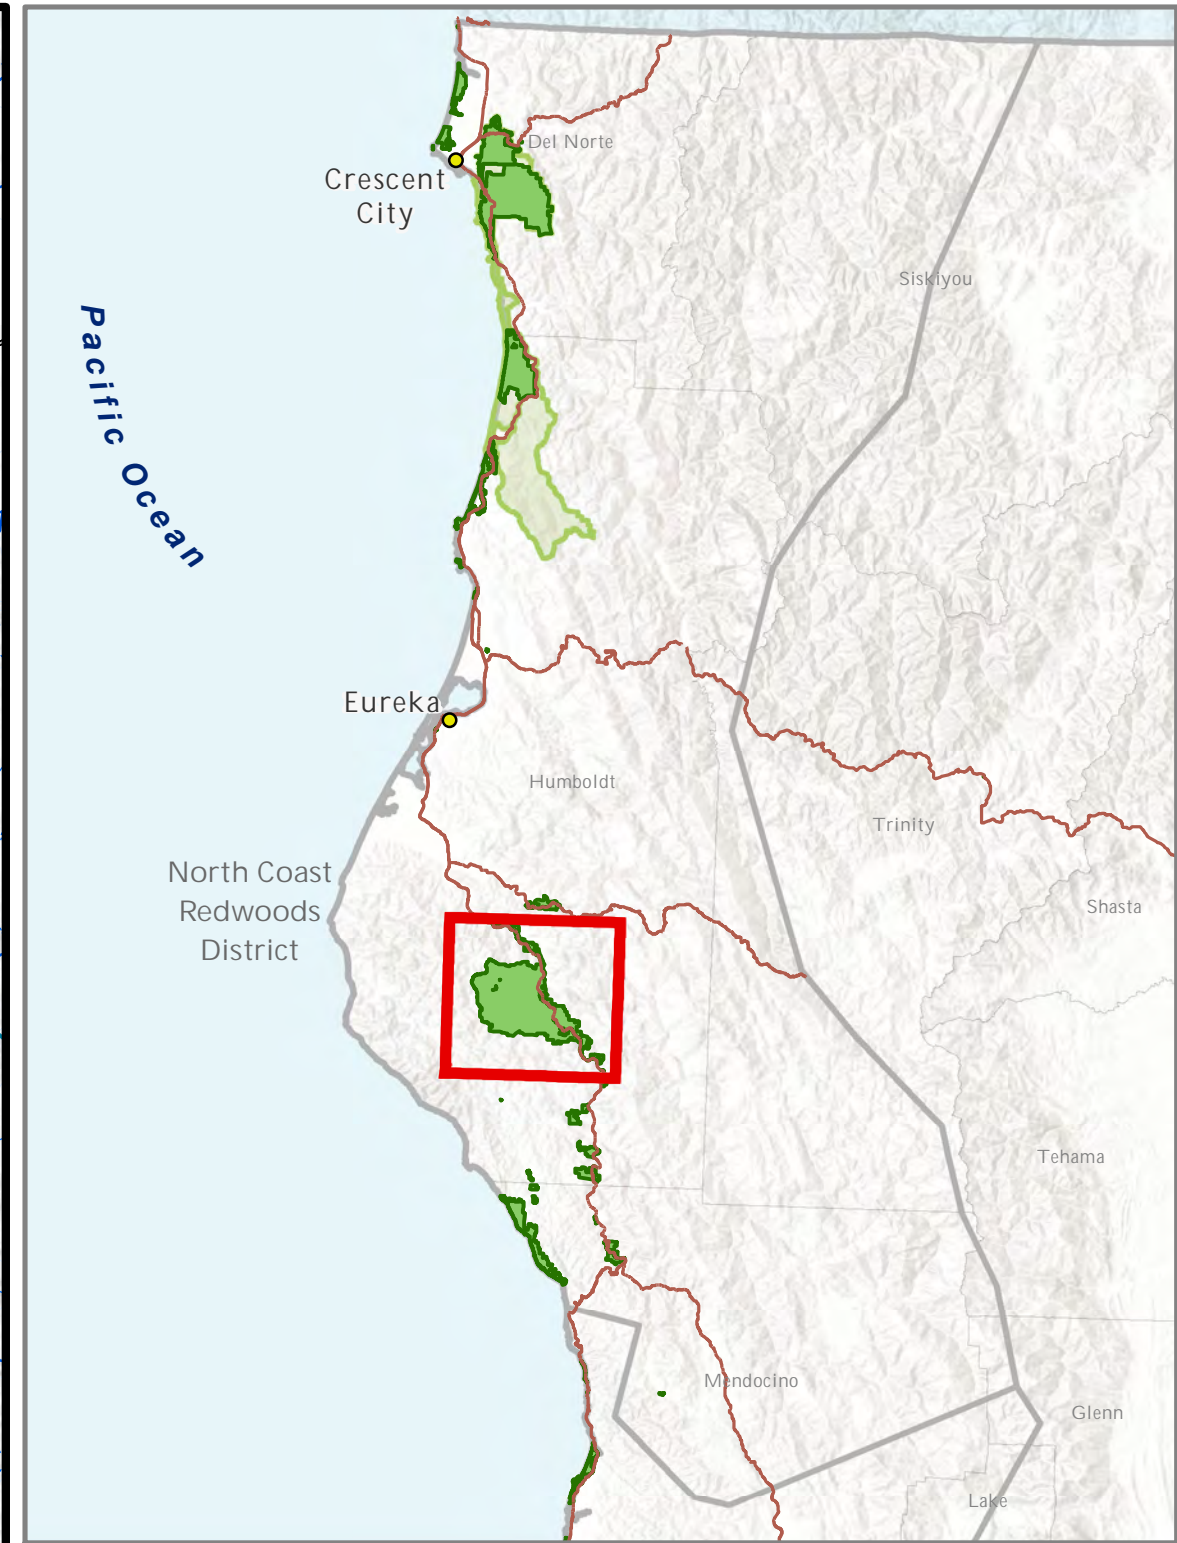 Del Norte
Crescent
City
Siskiyou
Pacific Ocean
Eureka
Humboldt
Trinity
North Coast
Redwoods
District
Shasta
Tehama
Mendocino
Glenn
Lake